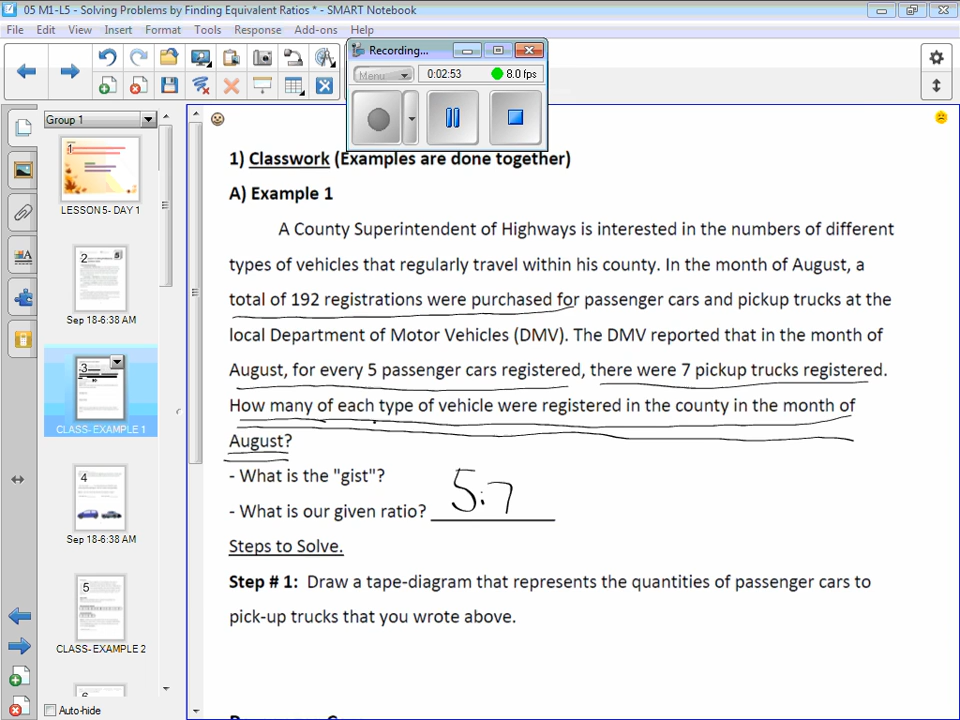 05 M1-L5 - Solving Problems by Finding Equivalent Ratios * - SMART Notebook
File Edit View Insert Format Tools Response Add-ons Help
Recording...
Menu 0:02:53 8.0 fps
Group 1
1
LESSON 5- DAY 1
2
5
Sep 18-6:38 AM
3
CLASS-EXAMPLE 1
4
Sep 18-6:38 AM
5
CLASS-EXAMPLE 2
6
Auto-hide
1) Classwork (Examples are done together)
A) Example 1
A County Superintendent of Highways is interested in the numbers of different
types of vehicles that regularly travel within his county. In the month of August, a
total of 192 registrations were purchased for passenger cars and pickup trucks at the
local Department of Motor Vehicles (DMV). The DMV reported that in the month of
August, for every 5 passenger cars registered, there were 7 pickup trucks registered.
How many of each type of vehicle were registered in the county in the month of
August?
- What is the "gist"?
- What is our given ratio? 5:7
Steps to Solve.
Step # 1: Draw a tape-diagram that represents the quantities of passenger cars to
pick-up trucks that you wrote above.